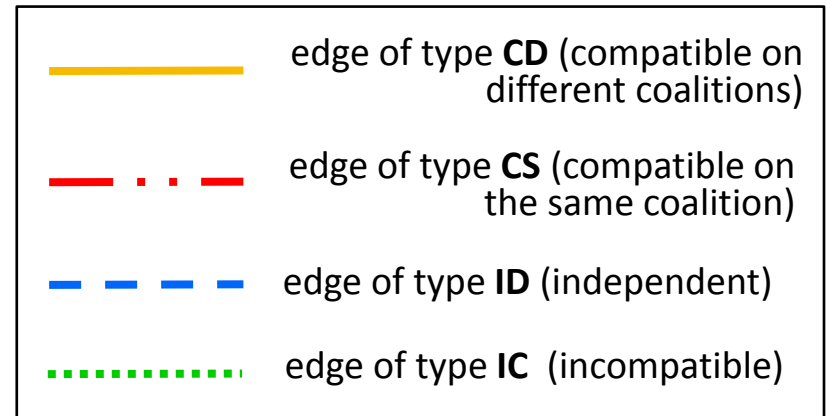 edge of type CD (compatible on
different coalitions)
edge of type CS (compatible on
the same coalition)
edge of type ID (independent)
edge of type IC (incompatible)